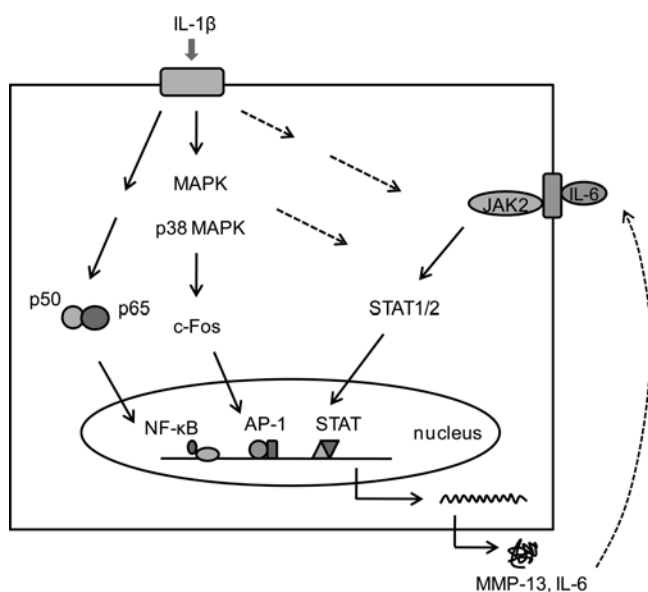 IL-1β
MAPK
p38 MAPK
JAK2
IL-6
p50
p65
c-Fos
STAT1/2
NF-κB
AP-1
STAT
nucleus
MMP-13, IL-6